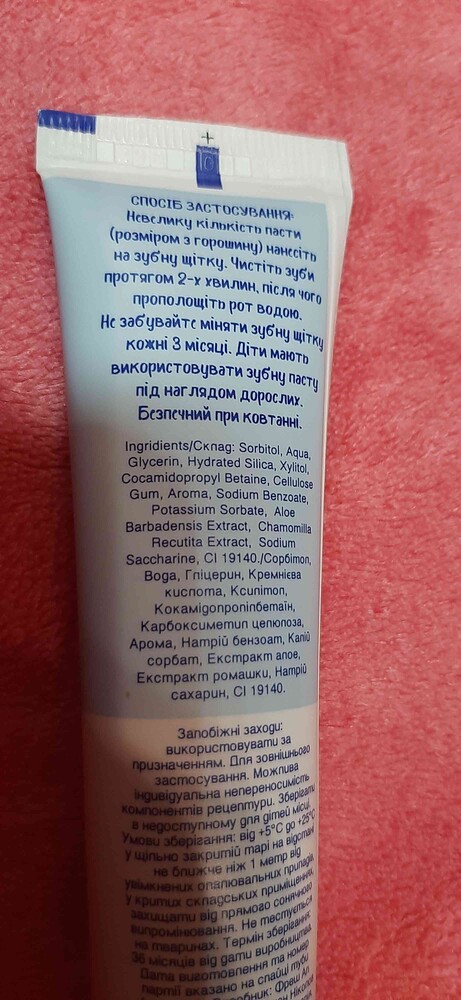 СПОСІБ ЗАСТОСУВАННЯ:
Невелику кількість пасти
(розміром з горошину) нанесіть
на зубну щітку. Чистіть зуби
протягом 2-х хвилин, після чого
прополощіть рот водою.
Не забувайте міняти зубну щітку
кожні 3 місяці. Діти мають
використовувати зубну пасту
під наглядом дорослих.
Безпечний при ковтанні.
Ingridients/Склад: Sorbitol, Aqua,
Glycerin, Hydrated Silica, Xylitol,
Cocamidopropyl Betaine, Cellulose
Gum, Aroma, Sodium Benzoate,
Potassium Sorbate, Aloe
Barbadensis Extract, Chamomilla
Recutita Extract, Sodium
Saccharine, CI 19140./Сорбітол,
Вода, Гліцерин, Кремнієва
кислота, Ксилітол,
Кокамідопропілбетаїн,
Карбоксиметил целюлоза,
Арома, Натрій бензоат, Калій
сорбат, Екстракт алое,
Екстракт ромашки, Натрій
сахарин, CI 19140.
Запобіжні заходи:
використовувати за
призначенням. Для зовнішнього
застосування. Можлива
індивідуальна непереносимість
компонентів рецептури. Зберігати
в недоступному для дітей місці.
Умови зберігання: від +5°C до +25°C
у щільно закритій тарі на відстані
не ближче ніж 1 метр від
увімкнених опалювальних приладів,
у критих складських приміщеннях,
захищати від прямого сонячного
випромінювання. Не тестується
на тваринах. Термін зберігання:
36 місяців від дати виробництва.
Дата виготовлення та номер
партії вказано на спайці туби
Виробник: Фреш Ап